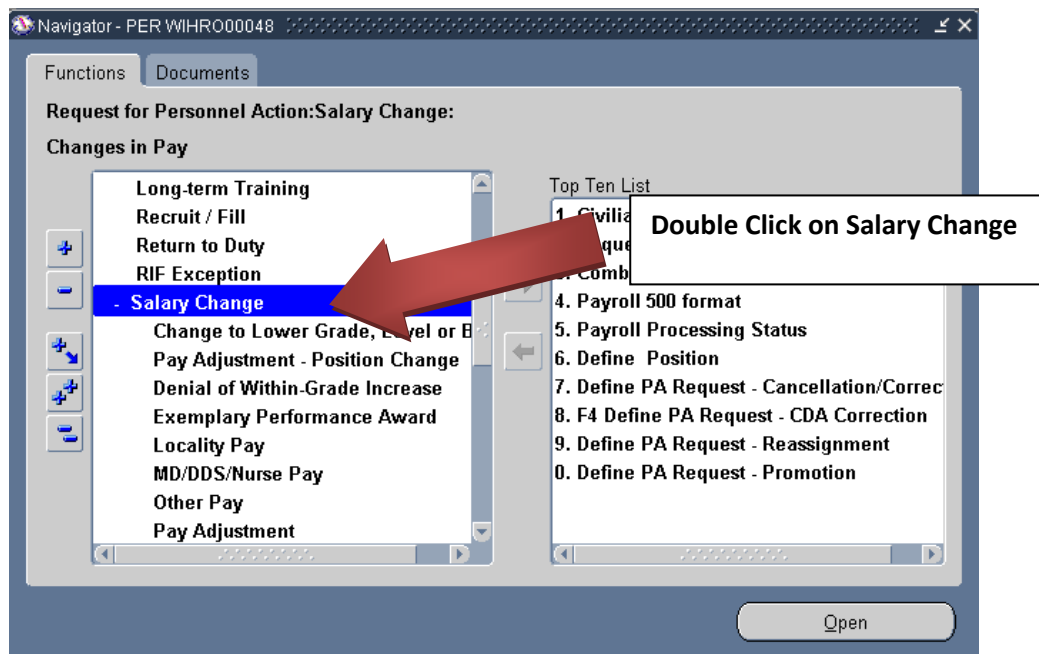 Navigator - PER WIHRO00048
Functions Documents
Request for Personnel Action:Salary Change:
Changes in Pay
Long-term Training
Recruit / Fill
Return to Duty
RIF Exception
- Salary Change
Change to Lower Grade,
Pay Adjustment - Position Change
Denial of Within-Grade Increase
Exemplary Performance Award
Locality Pay
MD/DDS/Nurse Pay
Other Pay
Pay Adjustment
Top Ten List
1.
4. Payroll 500 format
5. Payroll Processing Status
6. Define Position
7. Define PA Request - Cancellation/Correc
8. F4 Define PA Request - CDA Correction
9. Define PA Request - Reassignment
0. Define PA Request - Promotion
Double Click on Salary Change
Open